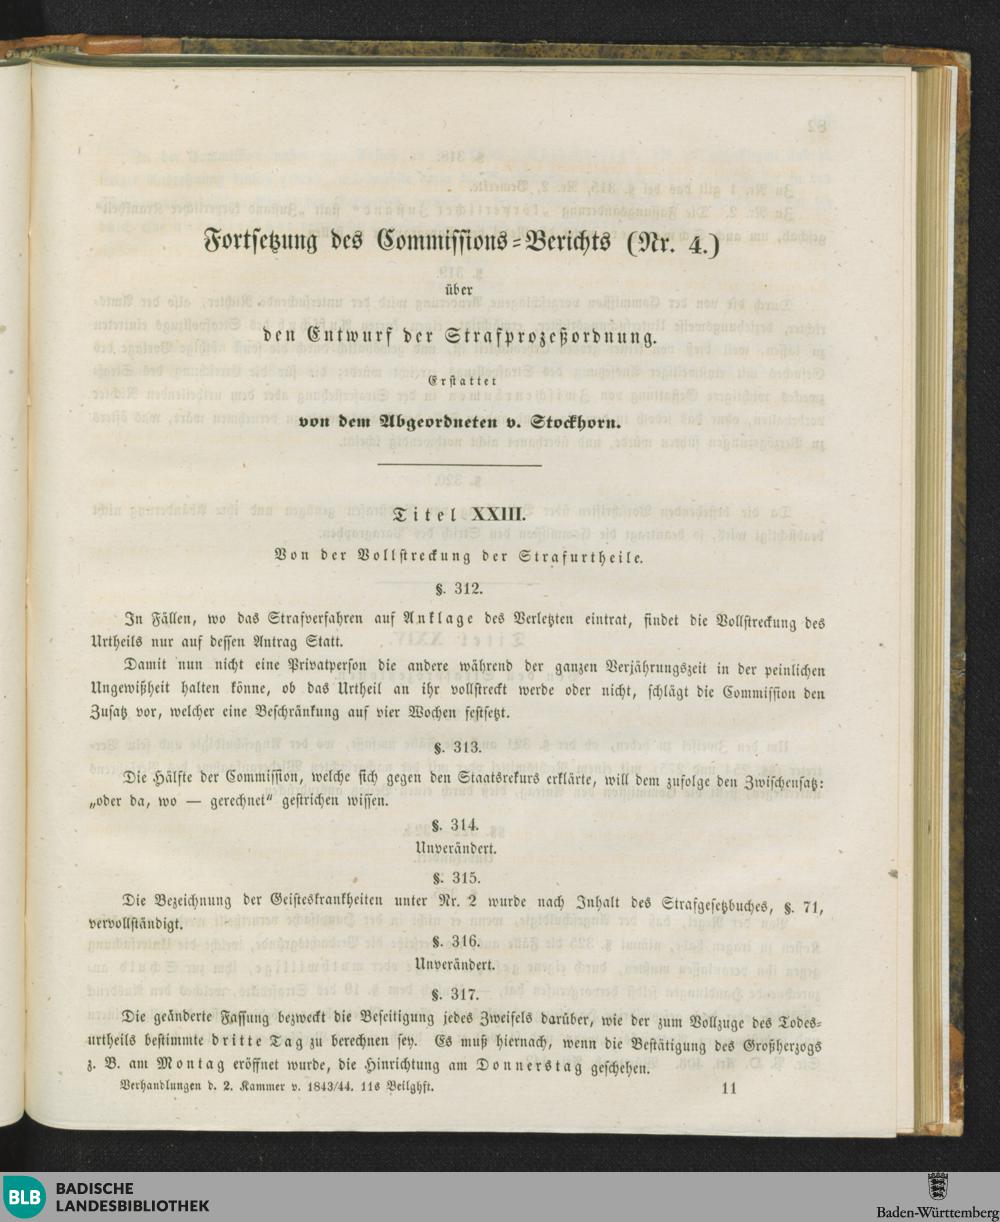 Fortsetzung des Commissions-Berichts (Nr. 4.)
über
den Entwurf der Strafprozeßordnung.
Erstattet
von dem Abgeordneten v. Stockhorn.
Titel XXIII.
Von der Vollstreckung der Strafurtheile.
§. 312.
In Fällen, wo das Strafverfahren auf Anklage des Verletzten eintrat, findet die Vollstreckung des
Urtheils nur auf dessen Antrag Statt.
Damit nun nicht eine Privatperson die andere während der ganzen Verjährungszeit in der peinlichen
Ungewißheit halten könne, ob das Urtheil an ihr vollstreckt werde oder nicht, schlägt die Commission den
Zusatz vor, welcher eine Beschränkung auf vier Wochen festsetzt.
§. 313.
Die Hälfte der Commission, welche sich gegen den Staatsrekurs erklärte, will dem zufolge den Zwischensatz:
„oder da, wo — gerechnet“ gestrichen wissen.
§. 314.
Unverändert.
§. 315.
Die Bezeichnung der Geisteskrankheiten unter Nr. 2 wurde nach Inhalt des Strafgesetzbuches, §. 71,
vervollständigt.
§. 316.
Unverändert.
§. 317.
Die geänderte Fassung bezweckt die Beseitigung jedes Zweifels darüber, wie der zum Vollzuge des Todes-
urtheils bestimmte dritte Tag zu berechnen sey. Es muß hiernach, wenn die Bestätigung des Großherzogs
z. B. am Montag eröffnet wurde, die Hinrichtung am Donnerstag geschehen.
Verhandlungen d. 2. Kammer v. 1843/44. 11s Beilghft. 11
BLB BADISCHE
LANDESBIBLIOTHEK
Baden-Württemberg